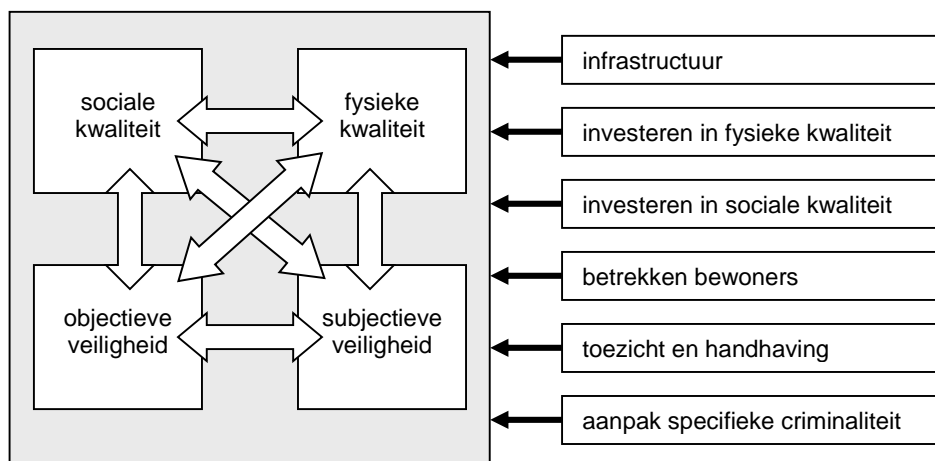 sociale
kwaliteit
fysieke
kwaliteit
objectieve
veiligheid
subjectieve
veiligheid
infrastructuur
investeren in fysieke kwaliteit
investeren in sociale kwaliteit
betrekken bewoners
toezicht en handhaving
aanpak specifieke criminaliteit